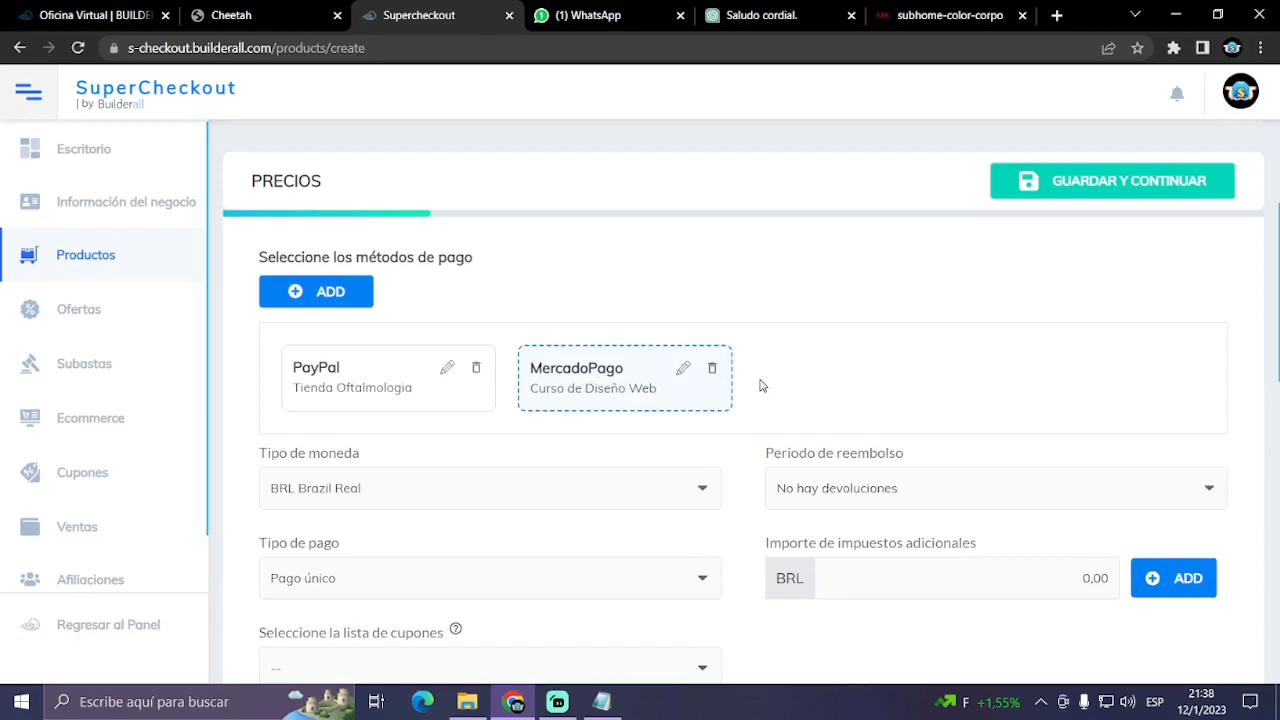 Oficina Virtual | BUILDER
Cheetah
Supercheckout
(1) WhatsApp
Saludo cordial.
MK
subhome-color-corpo
s-checkout.builderall.com/products/create
SuperCheckout
| by Builderall
Escritorio
Información del negocio
Productos
Ofertas
Subastas
Ecommerce
Cupones
Ventas
Afiliaciones
Regresar al Panel
PRECIOS
GUARDAR Y CONTINUAR
Seleccione los métodos de pago
ADD
PayPal
Tienda Oftalmologia
MercadoPago
Curso de Diseño Web
Tipo de moneda
BRL Brazil Real
Periodo de reembolso
No hay devoluciones
Tipo de pago
Pago único
Importe de impuestos adicionales
BRL
0,00
ADD
Seleccione la lista de cupones
--
Escribe aquí para buscar
F +1,55%
ESP
21:38
12/1/2023